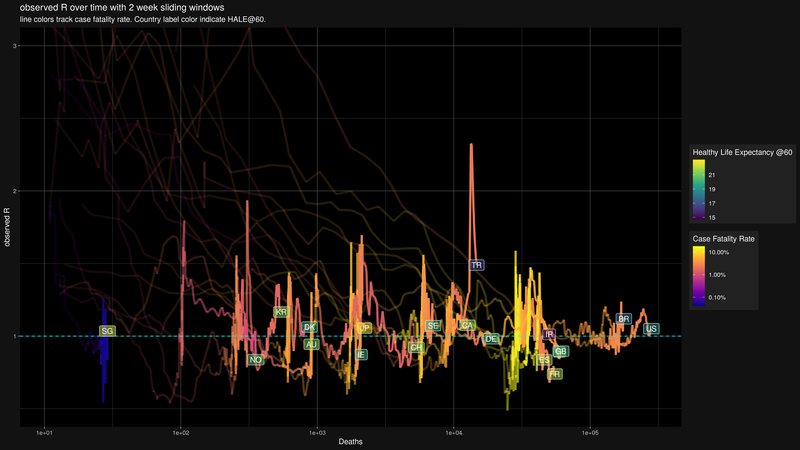 observed R over time with 2 week sliding windows
line colors track case fatality rate. Country label color indicate HALE@60.
3
2
1
observed R
SG
NO
KR
DK
AU
JP
IE
CH
SE
CA
TR
DE
IR
ES
GB
FR
BR
US
1e+01
1e+02
1e+03
1e+04
1e+05
Deaths
Healthy Life Expectancy @60
21
19
17
15
Case Fatality Rate
10.00%
1.00%
0.10%